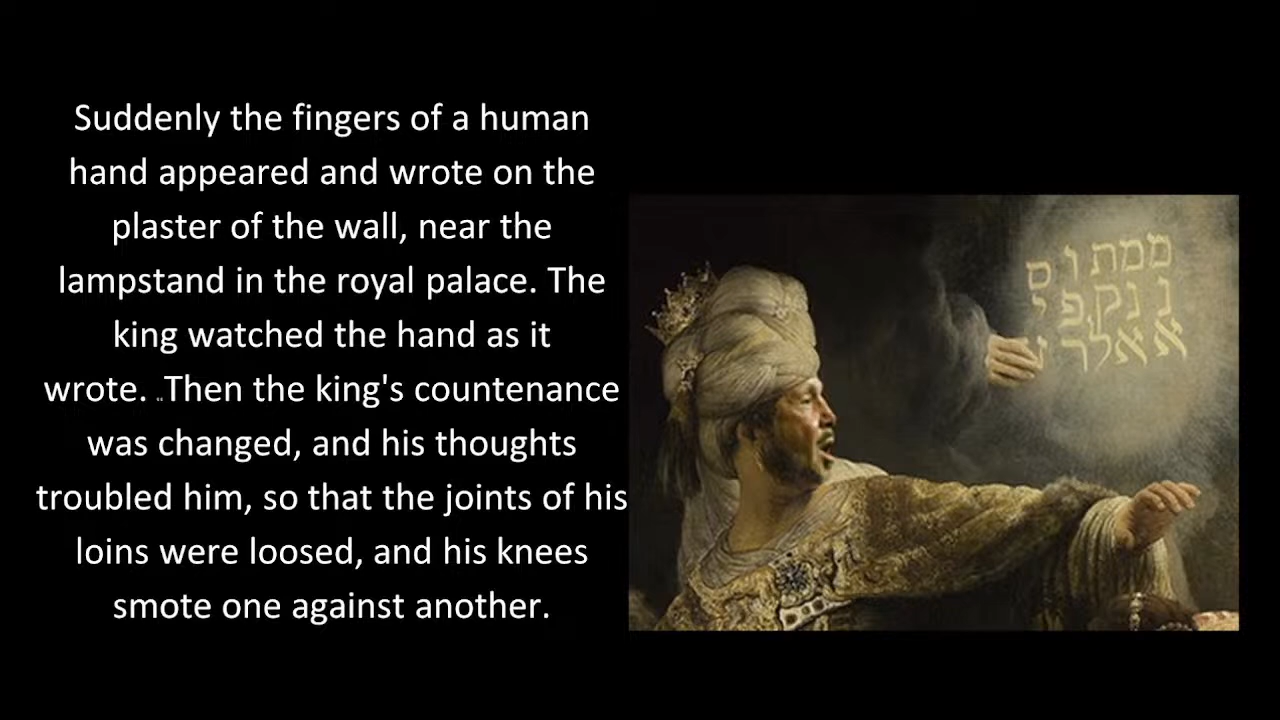 Suddenly the fingers of a human
hand appeared and wrote on the
plaster of the wall, near the
lampstand in the royal palace. The
king watched the hand as it
wrote. ..Then the king's countenance
was changed, and his thoughts
troubled him, so that the joints of his
loins were loosed, and his knees
smote one against another.
ממתוס
ננקפי
אאלר